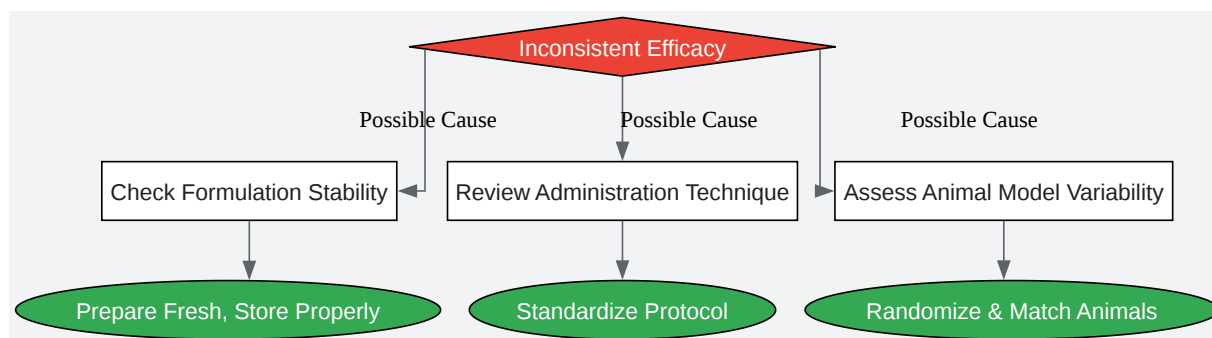 Inconsistent Efficacy
Possible Cause
Possible Cause
Possible Cause
Check Formulation Stability
Review Administration Technique
Assess Animal Model Variability
Prepare Fresh, Store Properly
Standardize Protocol
Randomize & Match Animals